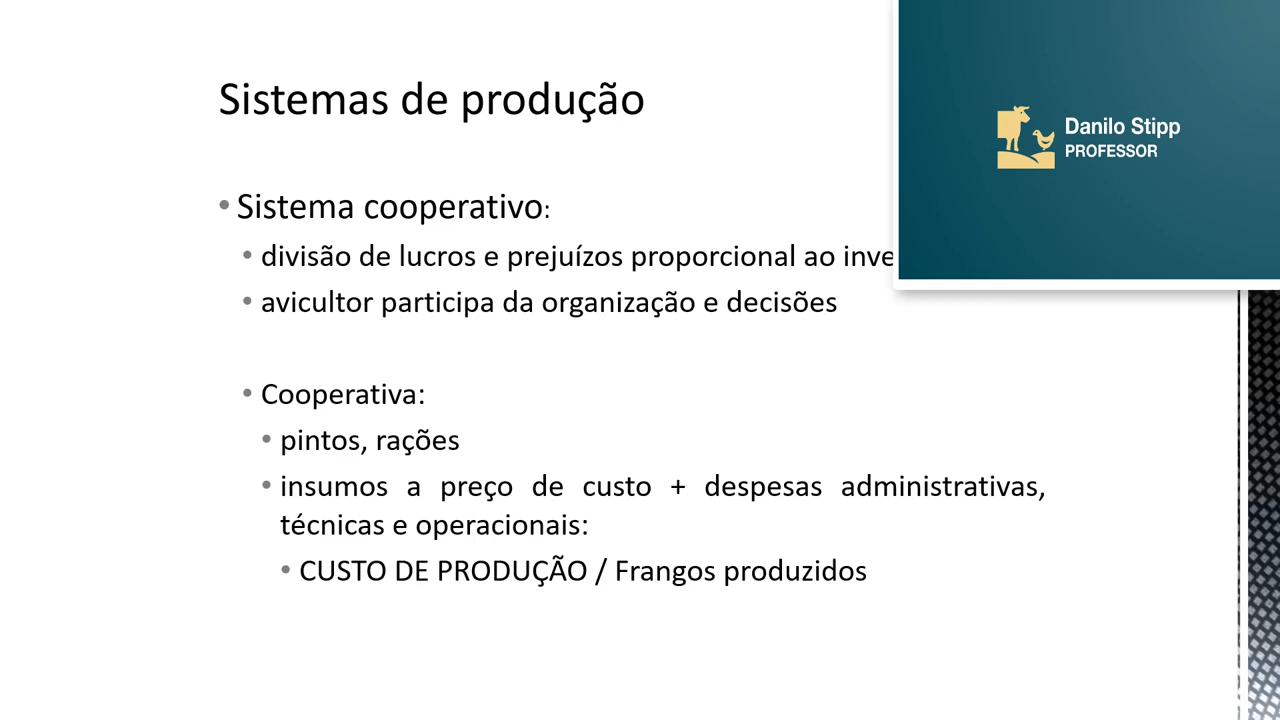 Sistemas de produção
Danilo Stipp
PROFESSOR
• Sistema cooperativo:
• divisão de lucros e prejuízos proporcional ao
• avicultor participa da organização e decisões
• Cooperativa:
• pintos, rações
• insumos a preço de custo + despesas administrativas,
técnicas e operacionais:
• CUSTO DE PRODUÇÃO / Frangos produzidos